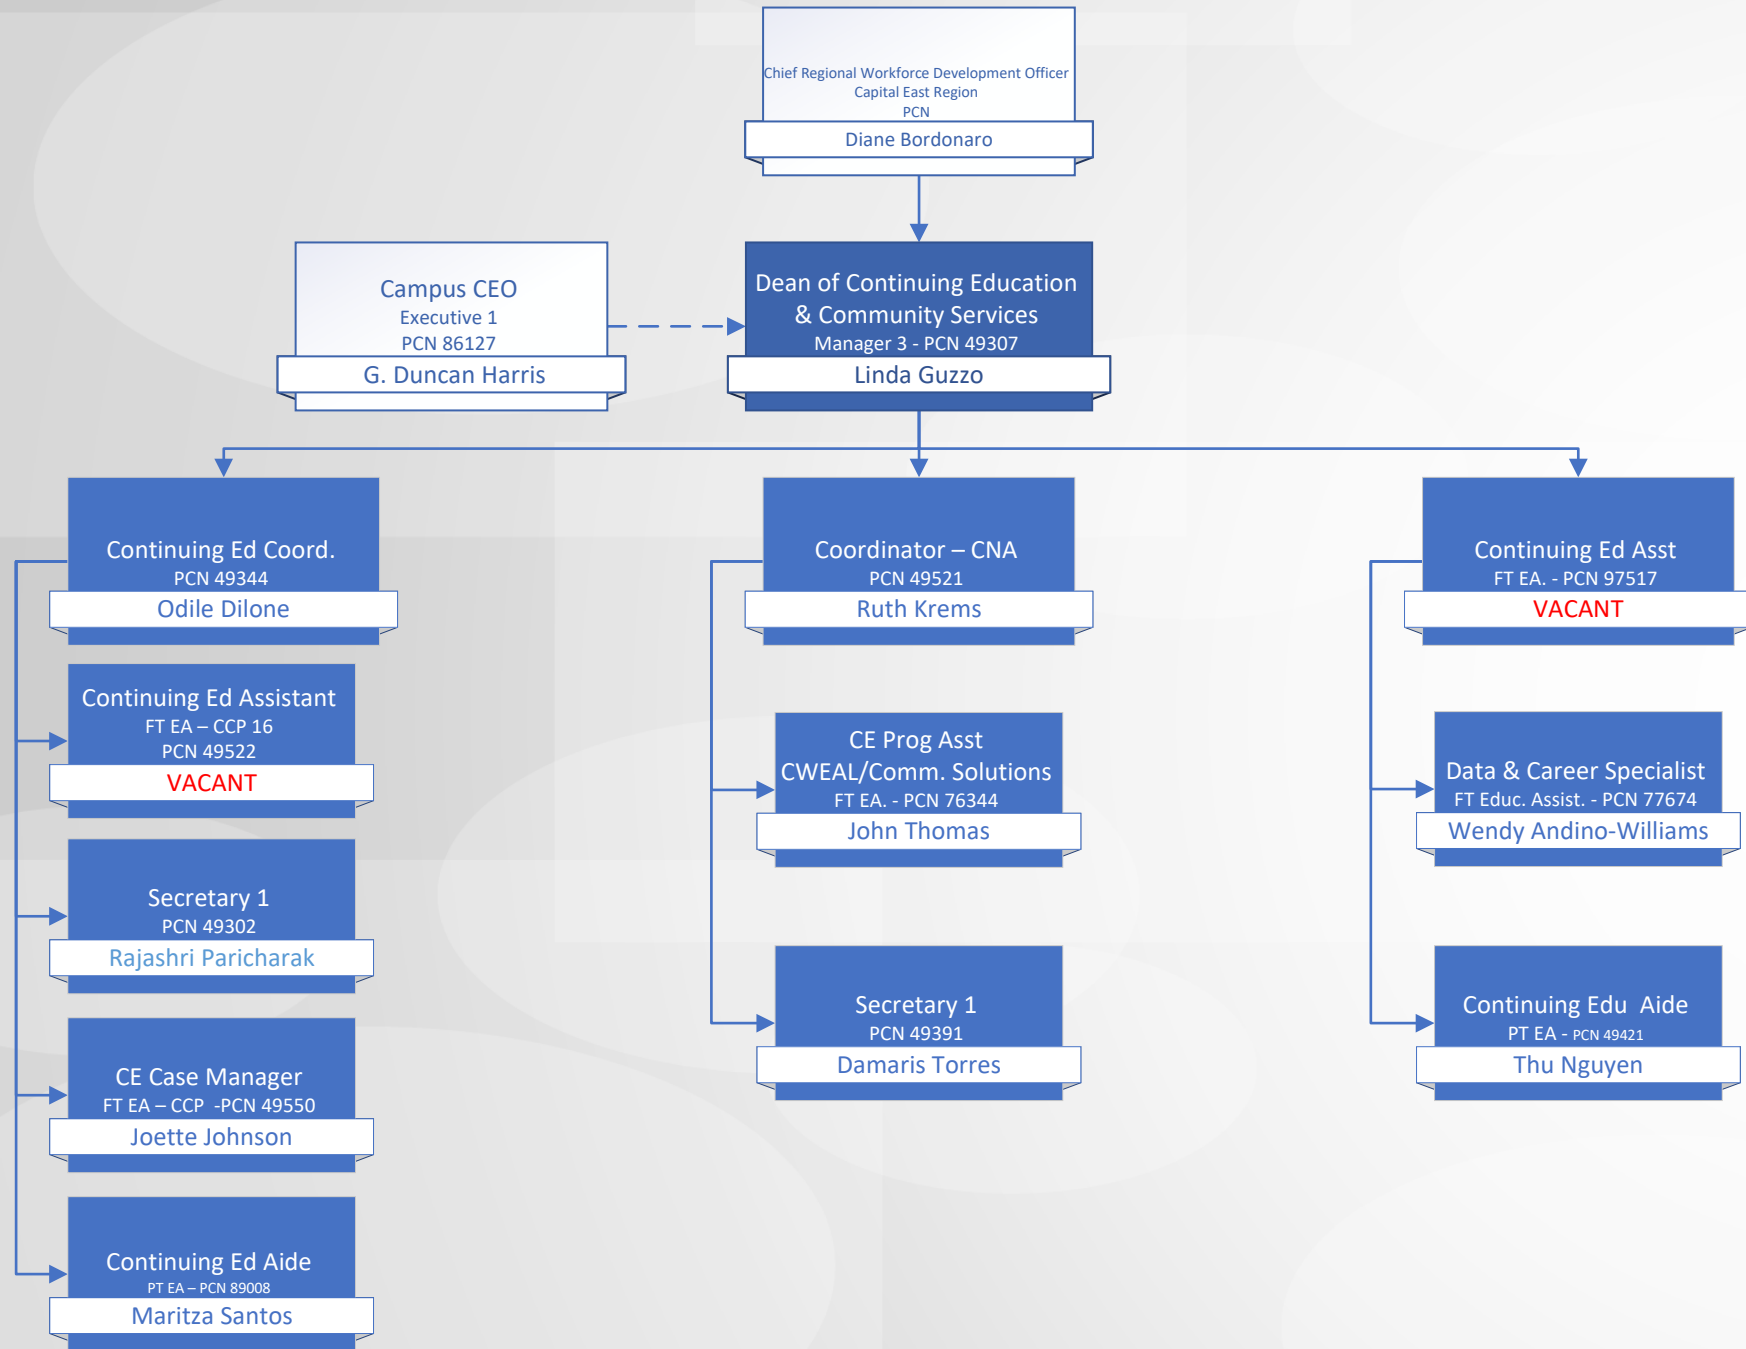 Chief Regional Workforce Development Officer
Capital East Region
PCN
Diane Bordonaro
Campus CEO
Executive 1
PCN 86127
G. Duncan Harris
Dean of Continuing Education
& Community Services
Manager 3 - PCN 49307
Linda Guzzo
Continuing Ed Coord.
PCN 49344
Odile Dilone
Continuing Ed Assistant
FT EA – CCP 16
PCN 49522
VACANT
Secretary 1
PCN 49302
Rajashri Paricharak
CE Case Manager
FT EA – CCP -PCN 49550
Joette Johnson
Continuing Ed Aide
PT EA – PCN 89008
Maritza Santos
Coordinator – CNA
PCN 49521
Ruth Krems
CE Prog Asst
CWEAL/Comm. Solutions
FT EA. - PCN 76344
John Thomas
Secretary 1
PCN 49391
Damaris Torres
Continuing Ed Asst
FT EA. - PCN 97517
VACANT
Data & Career Specialist
FT Educ. Assist. - PCN 77674
Wendy Andino-Williams
Continuing Edu Aide
PT EA - PCN 49421
Thu Nguyen